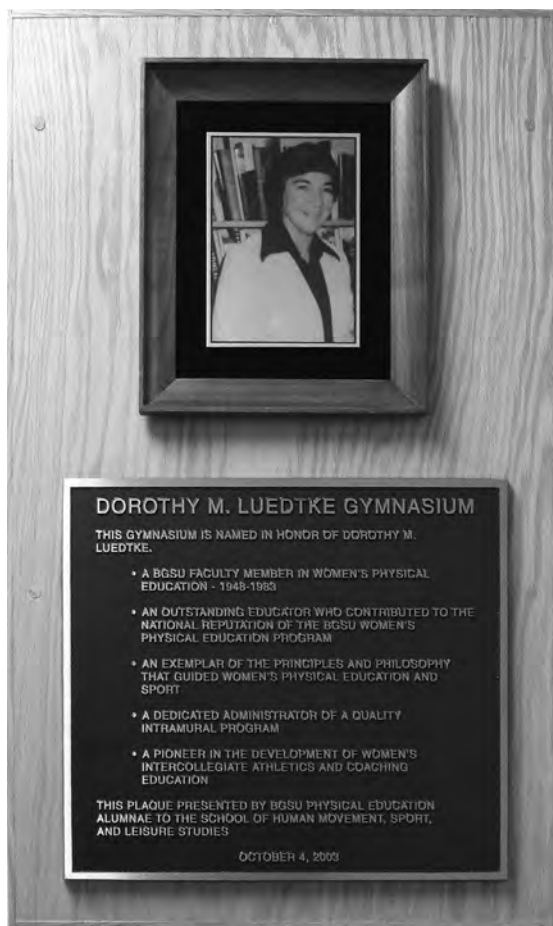 DOROTHY M. LUEDTKE GYMNASIUM
THIS GYMNASIUM IS NAMED IN HONOR OF DOROTHY M.
LUEDTKE.
• A BGSU FACULTY MEMBER IN WOMEN'S PHYSICAL
EDUCATION - 1948-1983
• AN OUTSTANDING EDUCATOR WHO CONTRIBUTED TO THE
NATIONAL REPUTATION OF THE BGSU WOMEN'S
PHYSICAL EDUCATION PROGRAM
• AN EXEMPLAR OF THE PRINCIPLES AND PHILOSOPHY
THAT GUIDED WOMEN'S PHYSICAL EDUCATION AND
SPORT
• A DEDICATED ADMINISTRATOR OF A QUALITY
INTRAMURAL PROGRAM
• A PIONEER IN THE DEVELOPMENT OF WOMEN'S
INTERCOLLEGIATE ATHLETICS AND COACHING
EDUCATION
THIS PLAQUE PRESENTED BY BGSU PHYSICAL EDUCATION
ALUMNAE TO THE SCHOOL OF HUMAN MOVEMENT, SPORT,
AND LEISURE STUDIES
OCTOBER 4, 2003